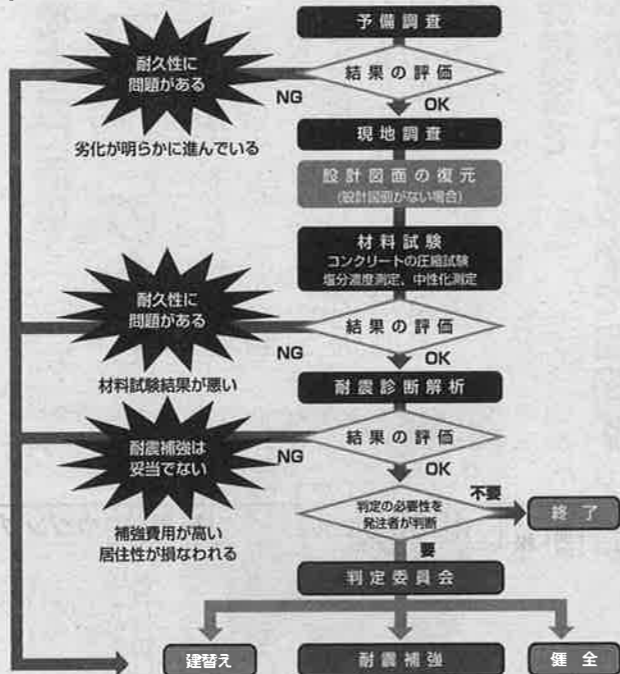 予備調査
耐久性に
問題がある
結果の評価
NG
OK
劣化が明らかに進んでいる
現地調査
設計図面の復元
(設計図面がない場合)
材料試験
コンクリートの圧縮試験
塩分濃度測定、中性化測定
耐久性に
問題がある
結果の評価
NG
OK
材料試験結果が悪い
耐震診断解析
耐震補強は
妥当でない
結果の評価
NG
OK
補強費用が高い
居住性が損なわれる
判定の必要性を
発注者が判断
不要
終了
要
判定委員会
建替え
耐震補強
健全